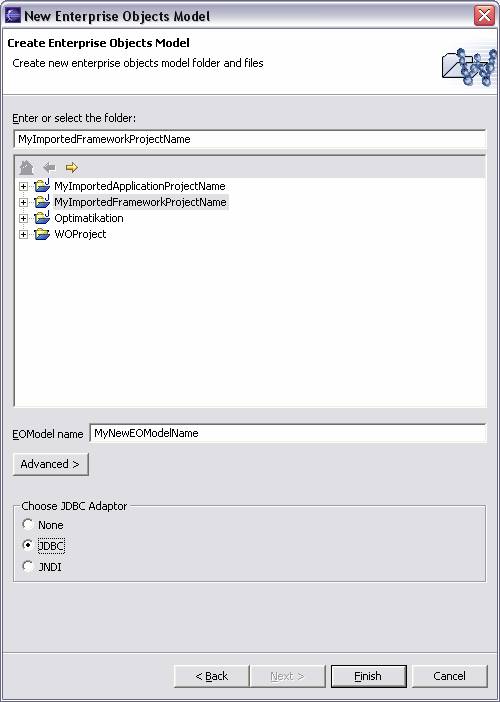 New Enterprise Objects Model
Create Enterprise Objects Model
Create new enterprise objects model folder and files
Enter or select the folder:
MyImportedFrameworkProjectName
MyImportedApplicationProjectName
MyImportedFrameworkProjectName
Optimatikation
WOProject
EOModel name MyNewEOModelName
Advanced >
Choose JDBC Adaptor
None
JDBC
JNDI
< Back Next > Finish Cancel